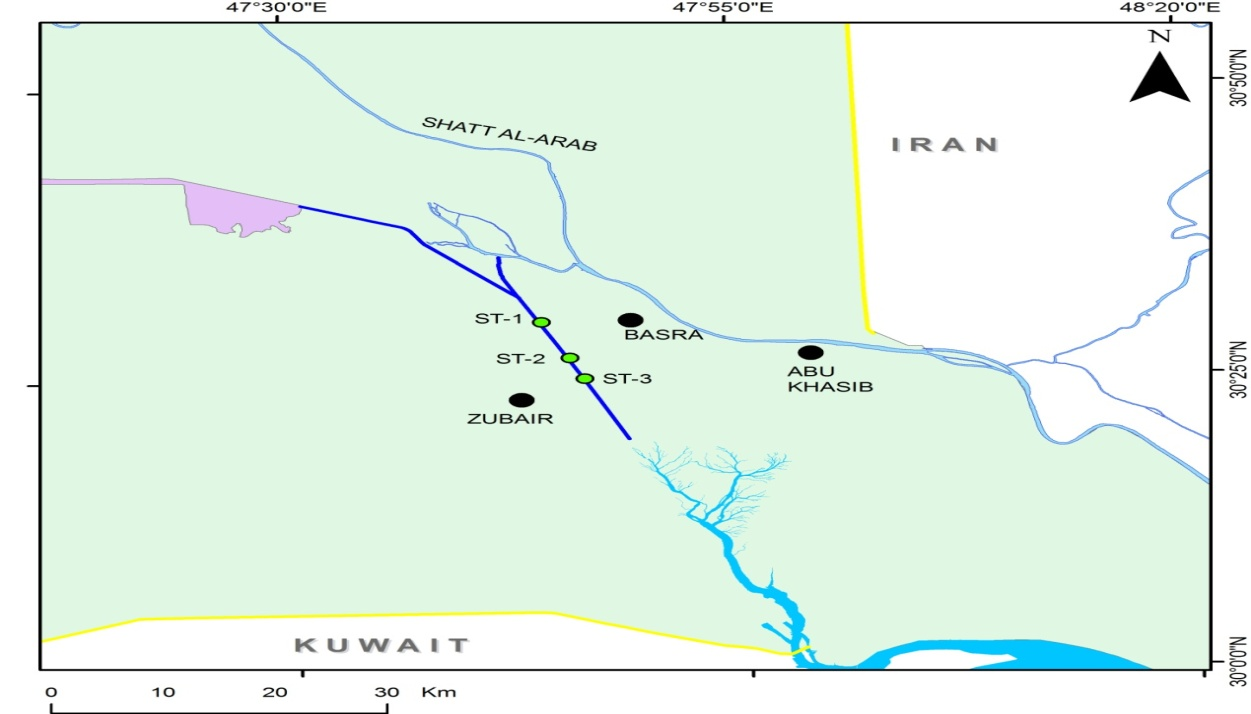 47°30'0"E
47°55'0"E
48°20'0"E
N
30°50'0"N
IRAN
SHATT AL-ARAB
ST-1
BASRA
ST-2
ABU
KHASIB
30°25'0"N
ST-3
ZUBAIR
KUWAIT
30°0'0"N
0 10 20 30 Km